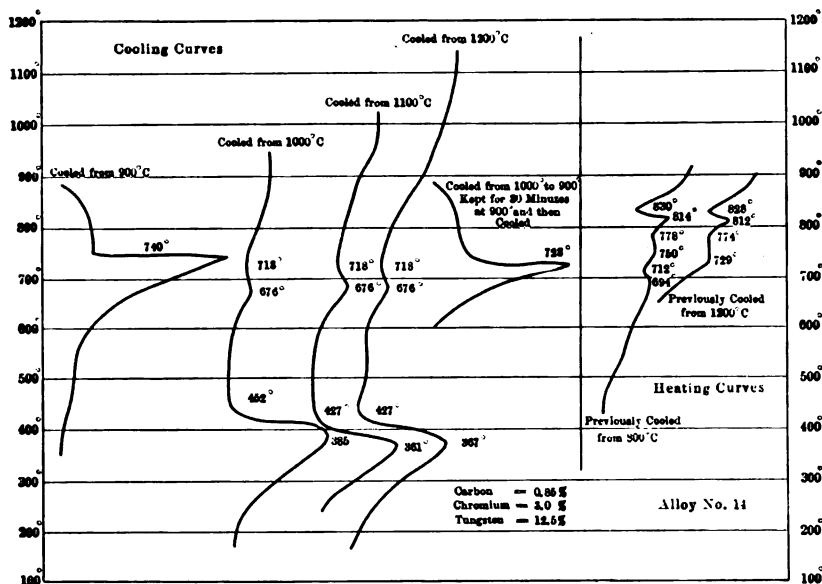 1200°
1100°
1000°
900°
800°
700°
600°
500°
400°
300°
200°
100°
Cooling Curves
Cooled from 1200°C
Cooled from 1100°C
Cooled from 1000°C
Cooled from 900°C
Cooled from 1000° to 900°
Kept for 30 Minutes
at 900° and then
Cooled
740°
728°
718°
718°
718°
676°
676°
676°
452°
427°
427°
385
361°
367°
830°
814°
778°
750°
712°
694°
828°
812°
774°
729°
Previously Cooled
from 1200°C
Heating Curves
Previously Cooled
from 900°C
Carbon = 0.85 %
Chromium = 3.0 %
Tungsten = 12.5%
Alloy No. 14
1200°
1100°
1000°
900°
800°
700°
600°
500°
400°
300°
200°
100°